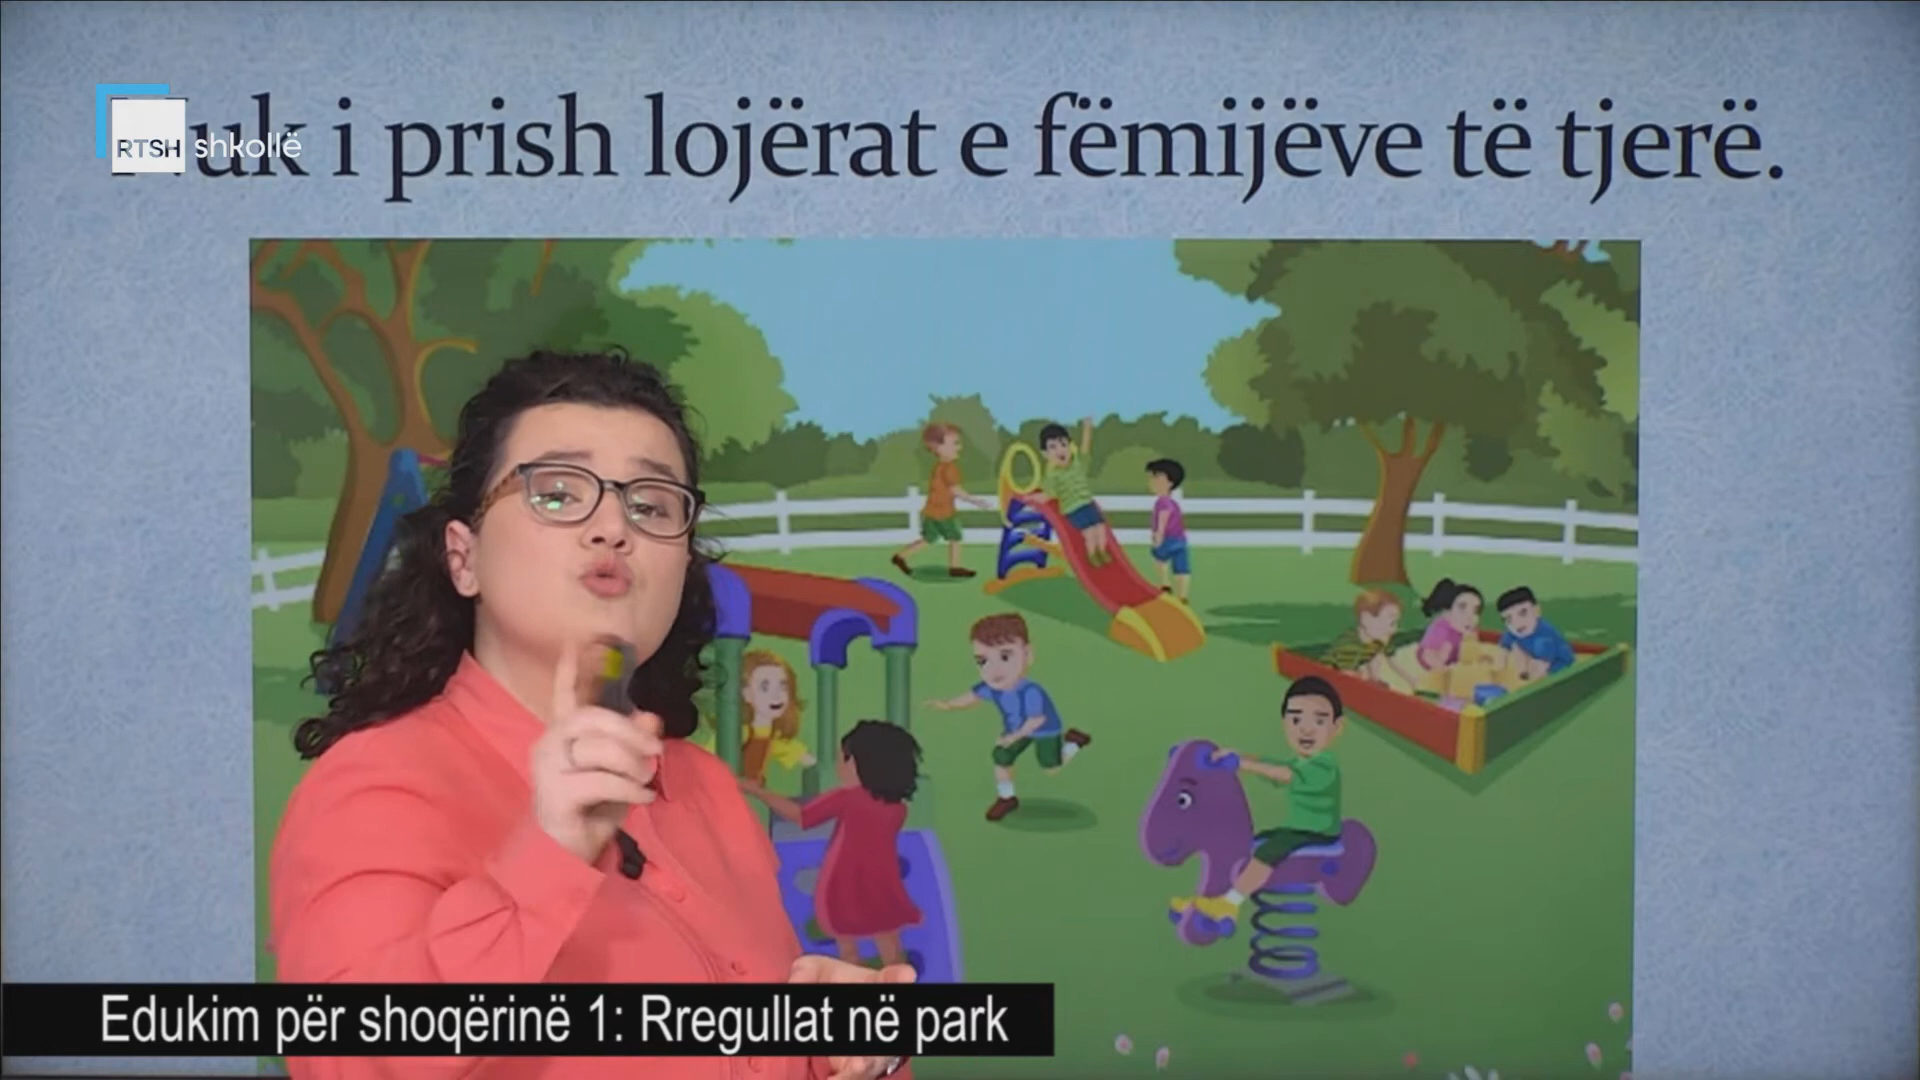 uk i prish lojërat e fëmijëve të tjerë.
RTSH shkollë
Edukim për shoqërinë 1: Rregullat në park